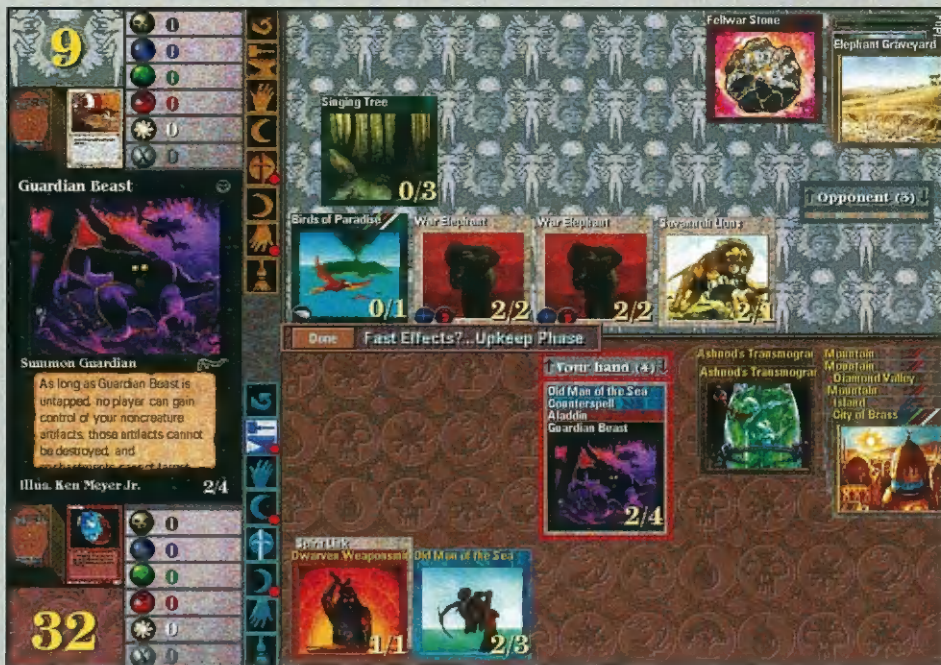 9
0
0
0
0
0
0
Guardian Beast
Summon Guardian
As long as Guardian Beast is
untapped, no player can gain
control of your noncreature
artifacts, those artifacts cannot
be destroyed, and
Illus. Ken Meyer Jr.
2/4
0
0
0
0
0
0
32
Singing Tree
0/3
Fellwar Stone
Elephant Graveyard
Opponent (3)
Birds of Paradise
0/1
War Elephant
2/2
War Elephant
2/2
Savannah Lions
2/1
Done
Fast Effects?...Upkeep Phase
Your hand (4)
Old Man of the Sea
Counterspell
Aladdin
Guardian Beast
2/4
Ashnod's Transmogran
Ashnod's Transmogran
Mountain
Mountain
Diamond Valley
Mountain
Island
City of Brass
Spirit Link
Dwarven Weaponsmi
1/1
Old Man of the Sea
2/3